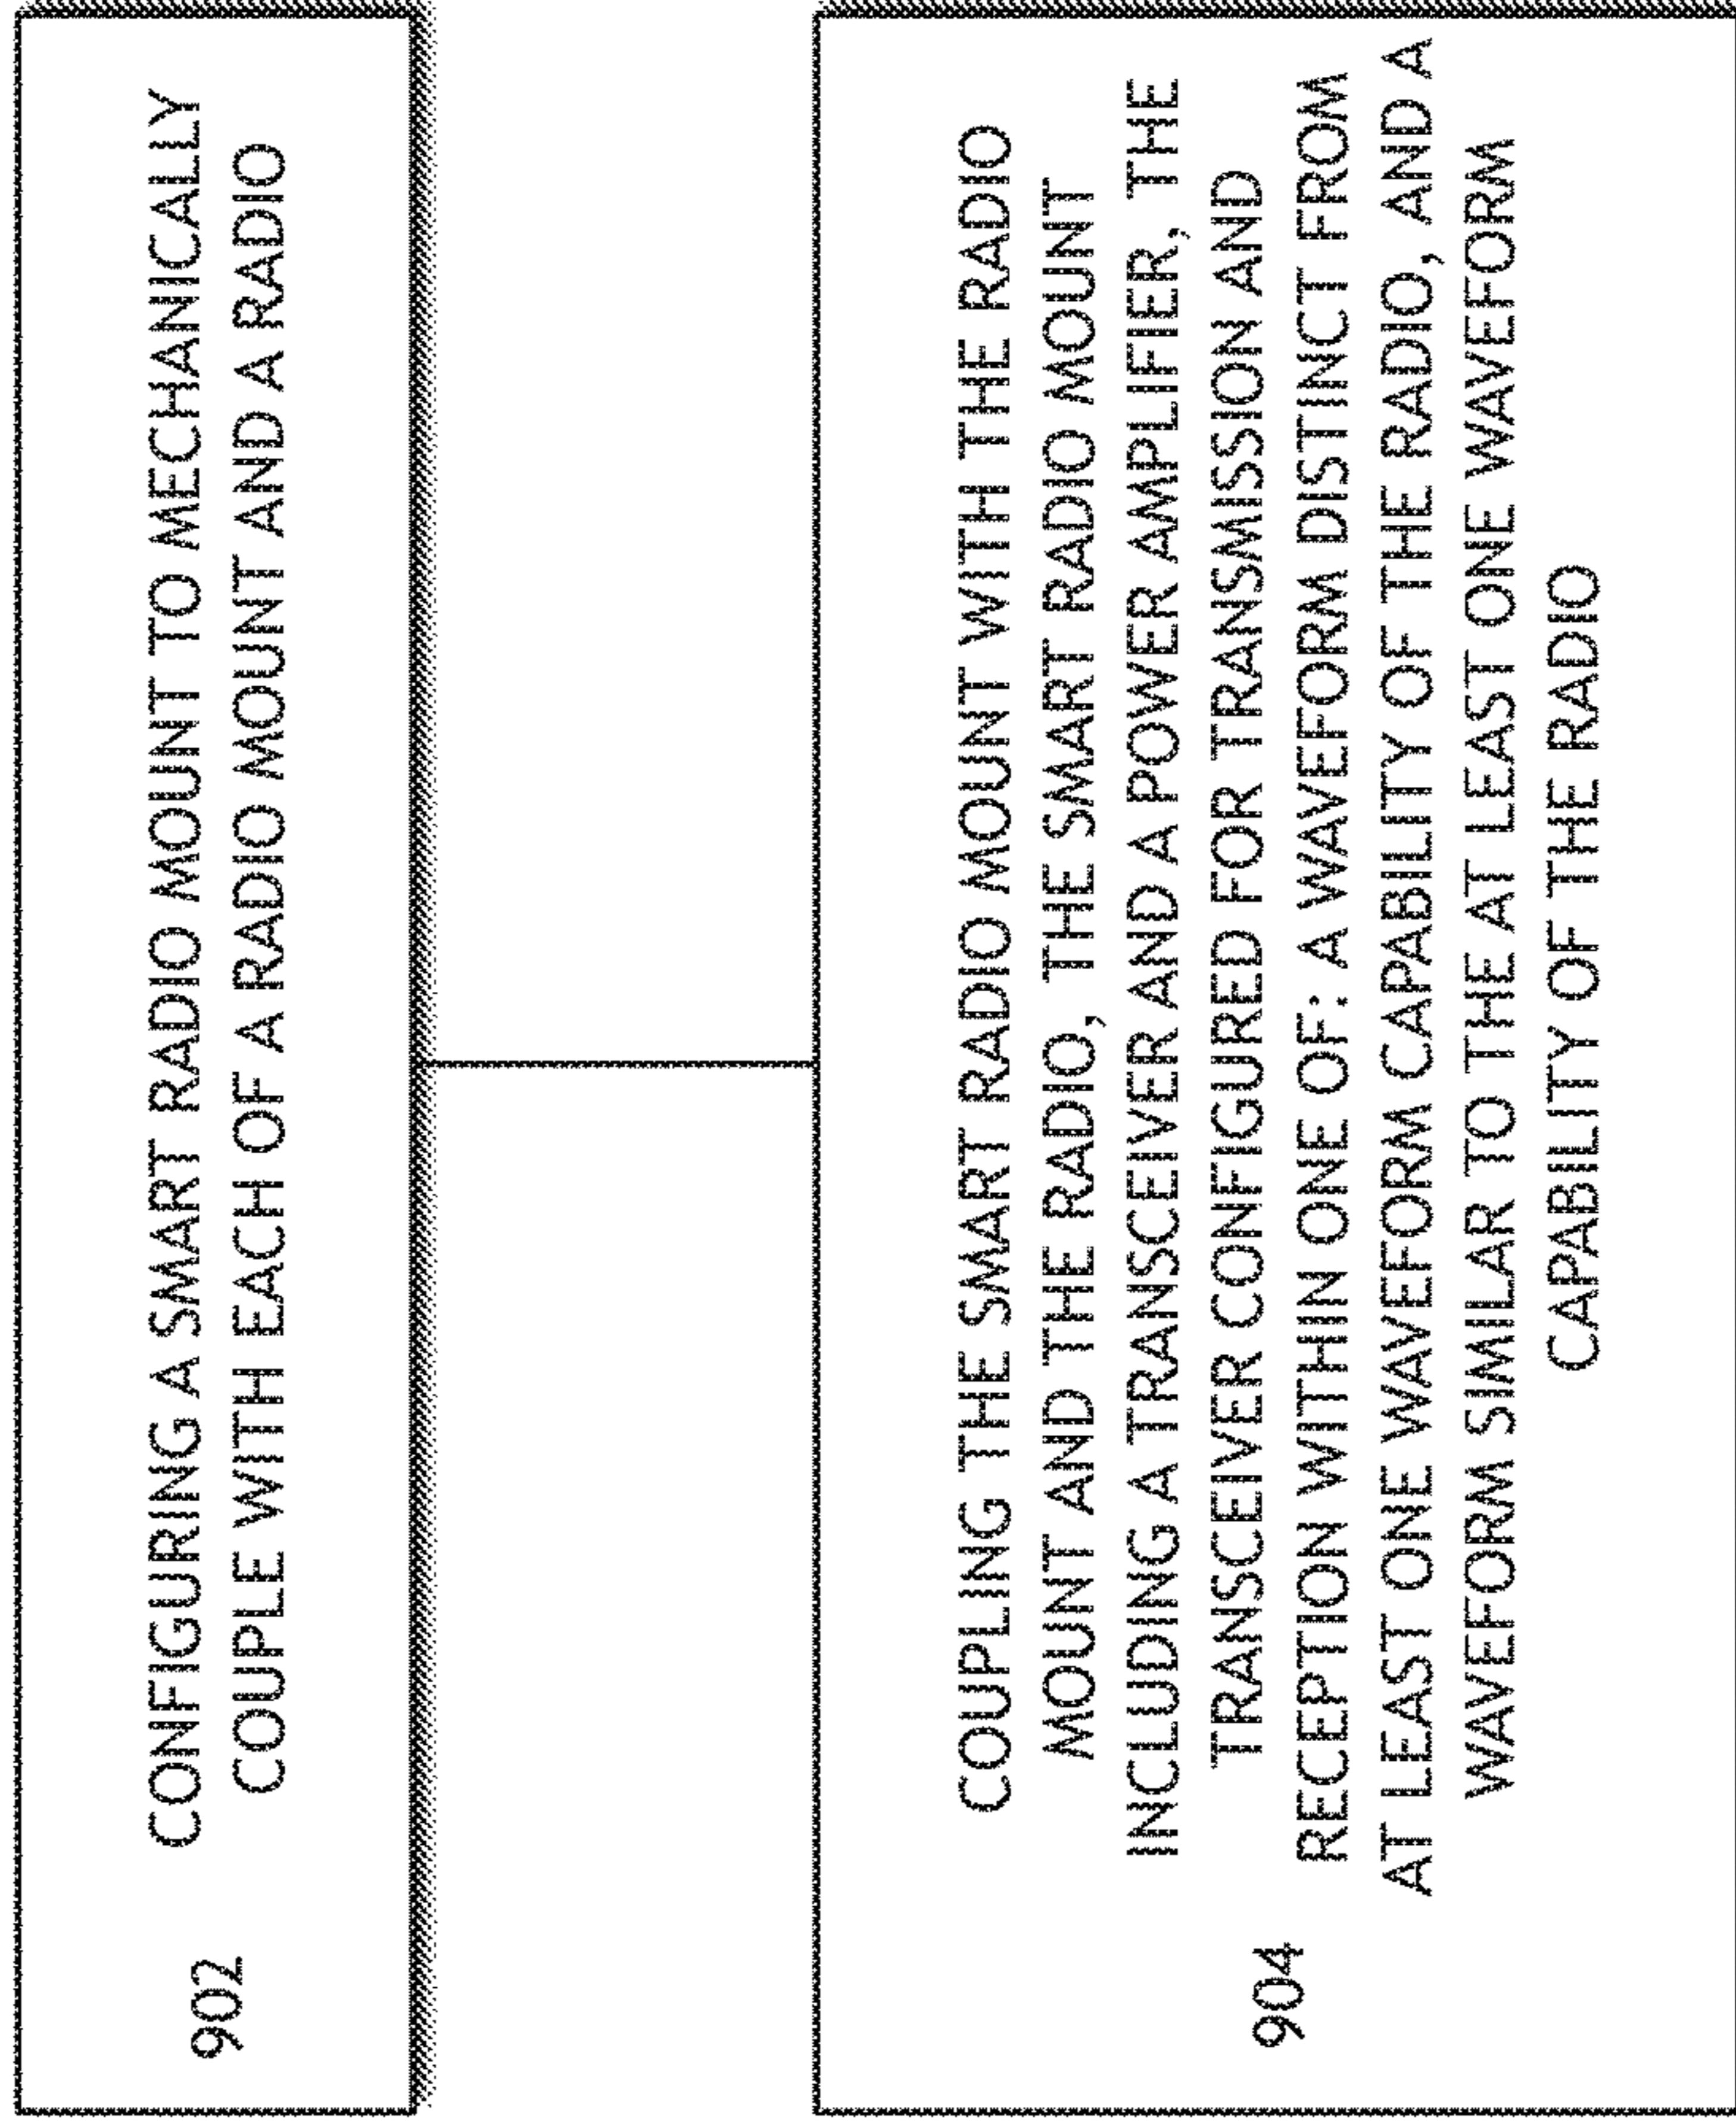 902
CONFIGURING A SMART RADIO MOUNT TO MECHANICALLY
COUPLE WITH EACH OF A RADIO MOUNT AND A RADIO
904
COUPLING THE SMART RADIO MOUNT WITH THE RADIO
MOUNT AND THE RADIO, THE SMART RADIO MOUNT
INCLUDING A TRANSCEIVER AND A POWER AMPLIFIER, THE
TRANSCEIVER CONFIGURED FOR TRANSMISSION AND
RECEPTION WITHIN ONE OF: A WAVEFORM DISTINCT FROM
AT LEAST ONE WAVEFORM CAPABILITY OF THE RADIO, AND A
WAVEFORM SIMILAR TO THE AT LEAST ONE WAVEFORM
CAPABILITY OF THE RADIO